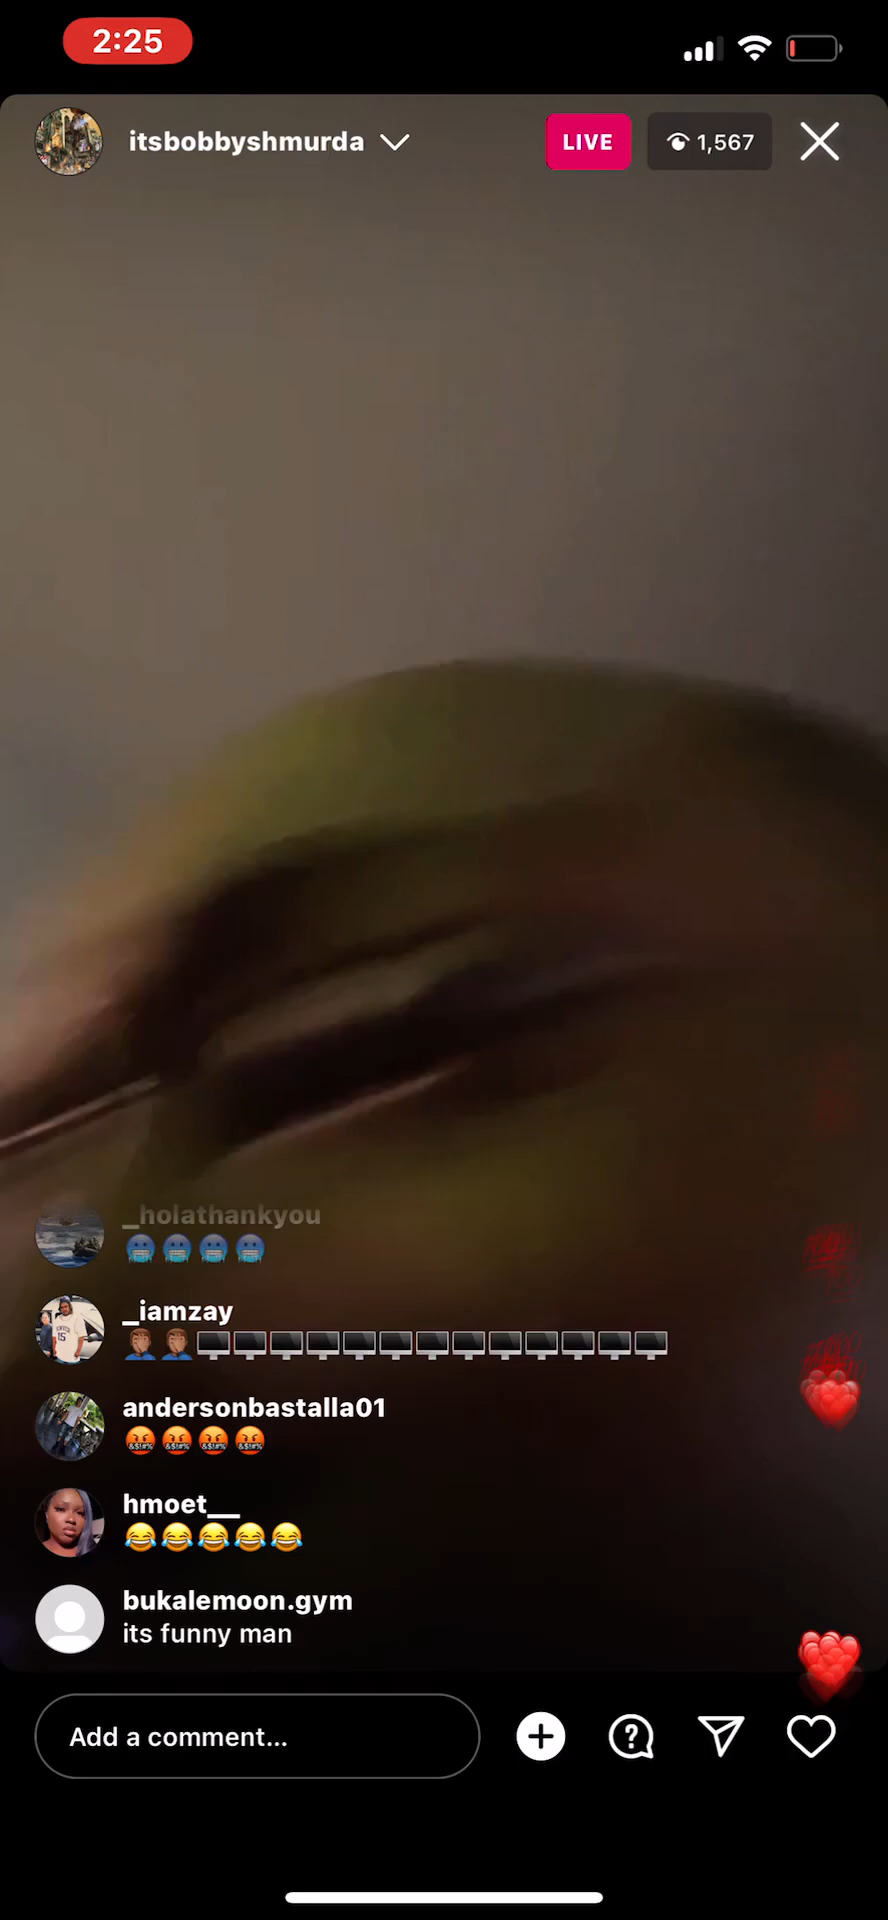 2:25
itsbobbyshmurda
LIVE
1,567
_holathankyou
_iamzay
andersonbastalla01
hmoet__
bukalemoon.gym
its funny man
Add a comment...